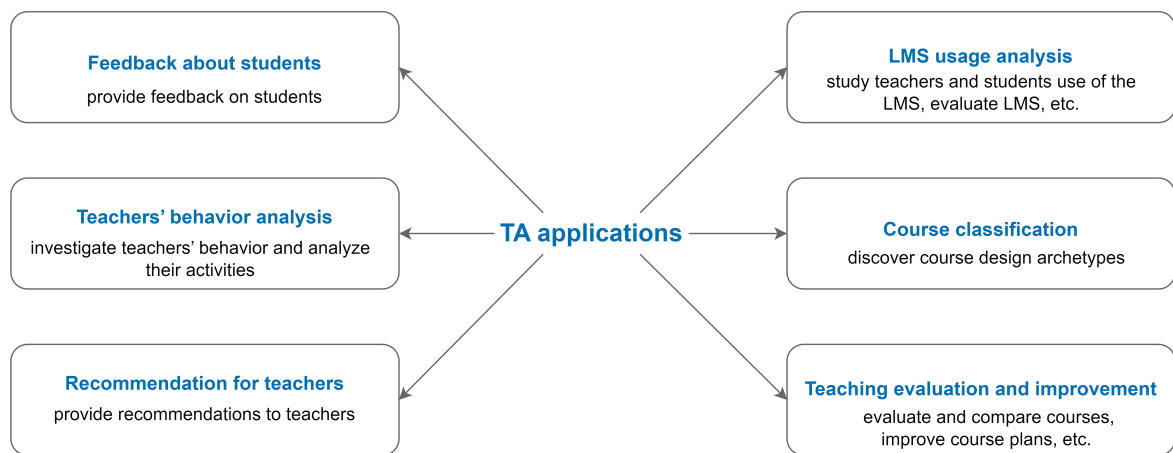 Feedback about students
provide feedback on students
Teachers’ behavior analysis
investigate teachers’ behavior and analyze
their activities
Recommendation for teachers
provide recommendations to teachers
TA applications
LMS usage analysis
study teachers and students use of the
LMS, evaluate LMS, etc.
Course classification
discover course design archetypes
Teaching evaluation and improvement
evaluate and compare courses,
improve course plans, etc.